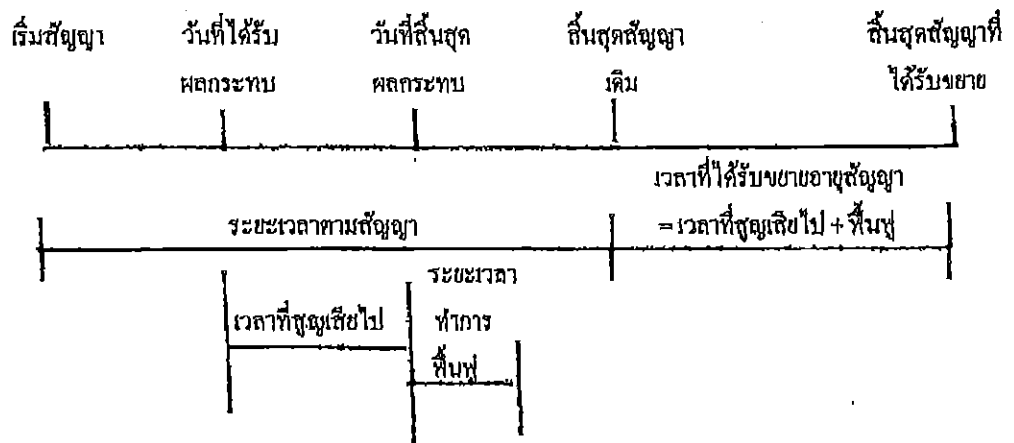 เริ่มสัญญา วันที่ได้รับ วันที่สิ้นสุด สิ้นสุดสัญญา สิ้นสุดสัญญาที่
ผลกระทบ ผลกระทบ เดิม ได้รับขยาย
เวลาที่ได้รับขยายอายุสัญญา
ระยะเวลาตามสัญญา =เวลาที่สูญเสียไป + ฟื้นฟู
ระยะเวลา
เวลาที่สูญเสียไป ทำการ
ฟื้นฟู